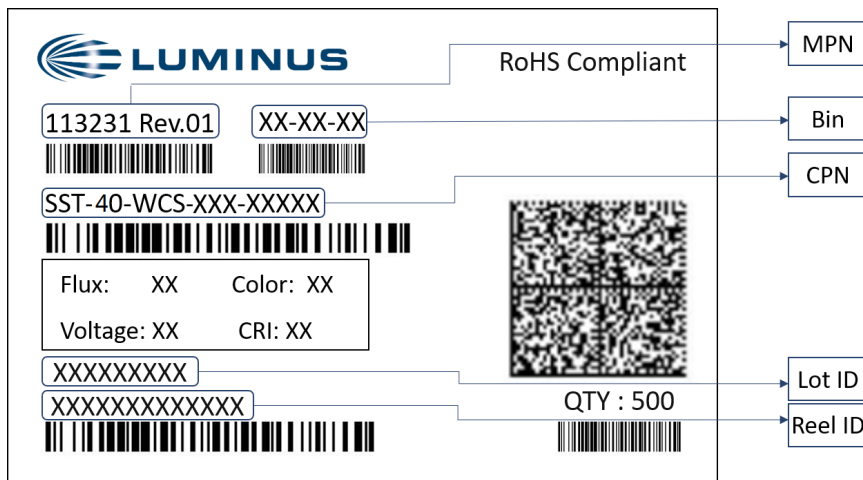 LUMINUS
RoHS Compliant
MPN
113231 Rev.01
XX-XX-XX
Bin
SST-40-WCS-XXX-XXXXX
CPN
Flux: XX Color: XX
Voltage: XX CRI: XX
XXXXXXXXX
Lot ID
XXXXXXXXXXXXX
QTY : 500
Reel ID